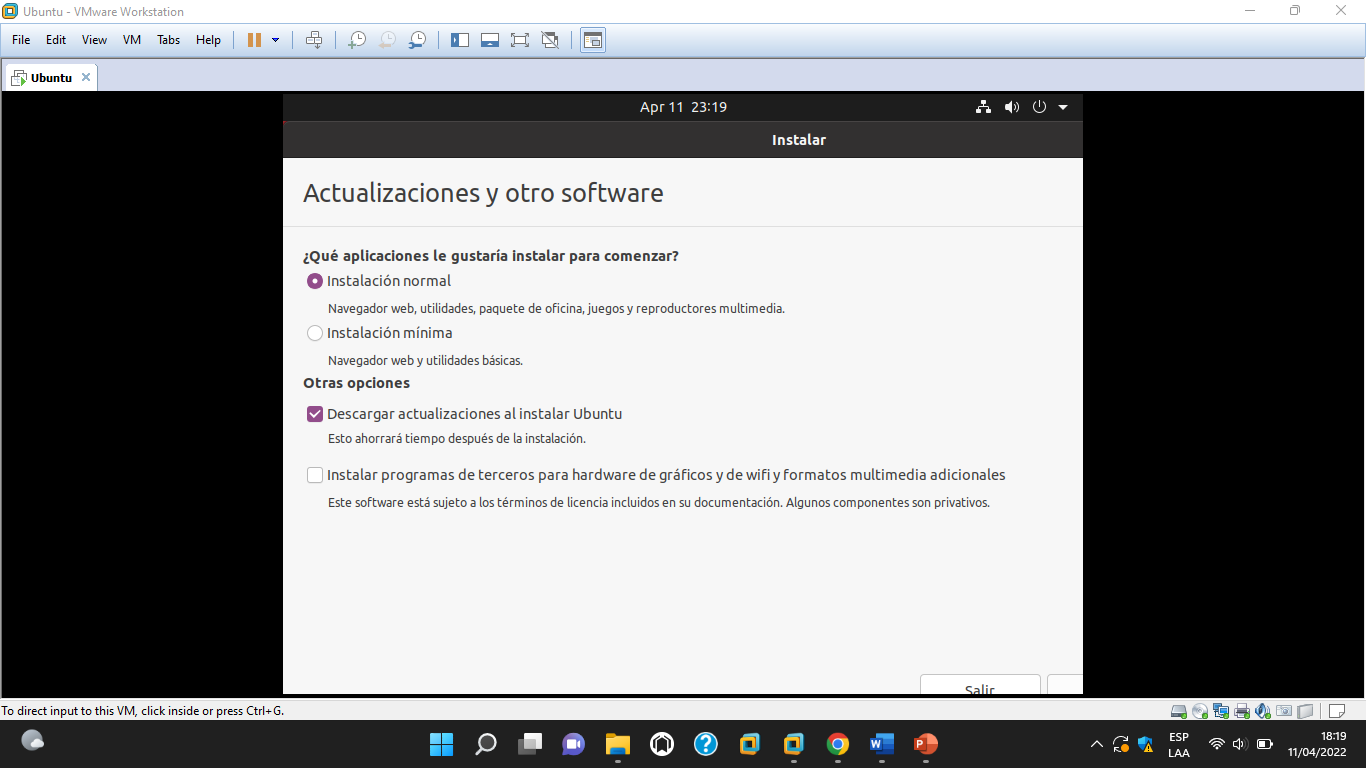 Ubuntu - VMware Workstation
File Edit View VM Tabs Help
Ubuntu
Apr 11 23:19
Instalar
Actualizaciones y otro software
¿Qué aplicaciones le gustaría instalar para comenzar?
Instalación normal
Navegador web, utilidades, paquete de oficina, juegos y reproductores multimedia.
Instalación mínima
Navegador web y utilidades básicas.
Otras opciones
Descargar actualizaciones al instalar Ubuntu
Esto ahorrará tiempo después de la instalación.
Instalar programas de terceros para hardware de gráficos y de wifi y formatos multimedia adicionales
Este software está sujeto a los términos de licencia incluidos en su documentación. Algunos componentes son privativos.
Salir
To direct input to this VM, click inside or press Ctrl+G.
ESP
LAA
18:19
11/04/2022